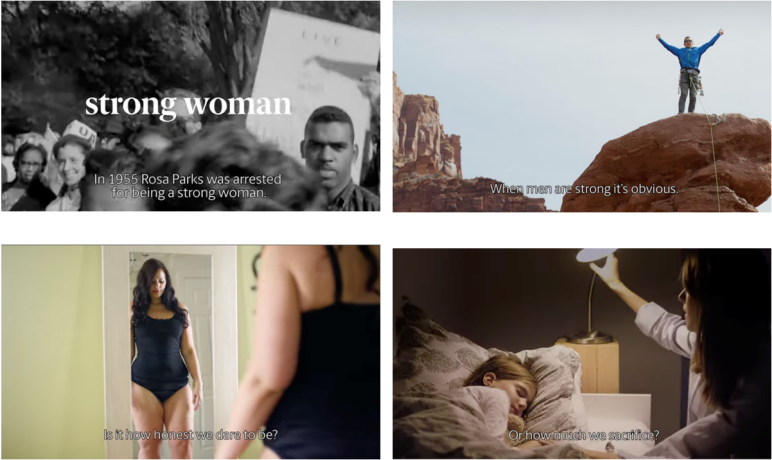 strong woman
In 1955 Rosa Parks was arrested
for being a strong woman.
When men are strong it's obvious.
Is it how honest we dare to be?
Or how much we sacrifice?